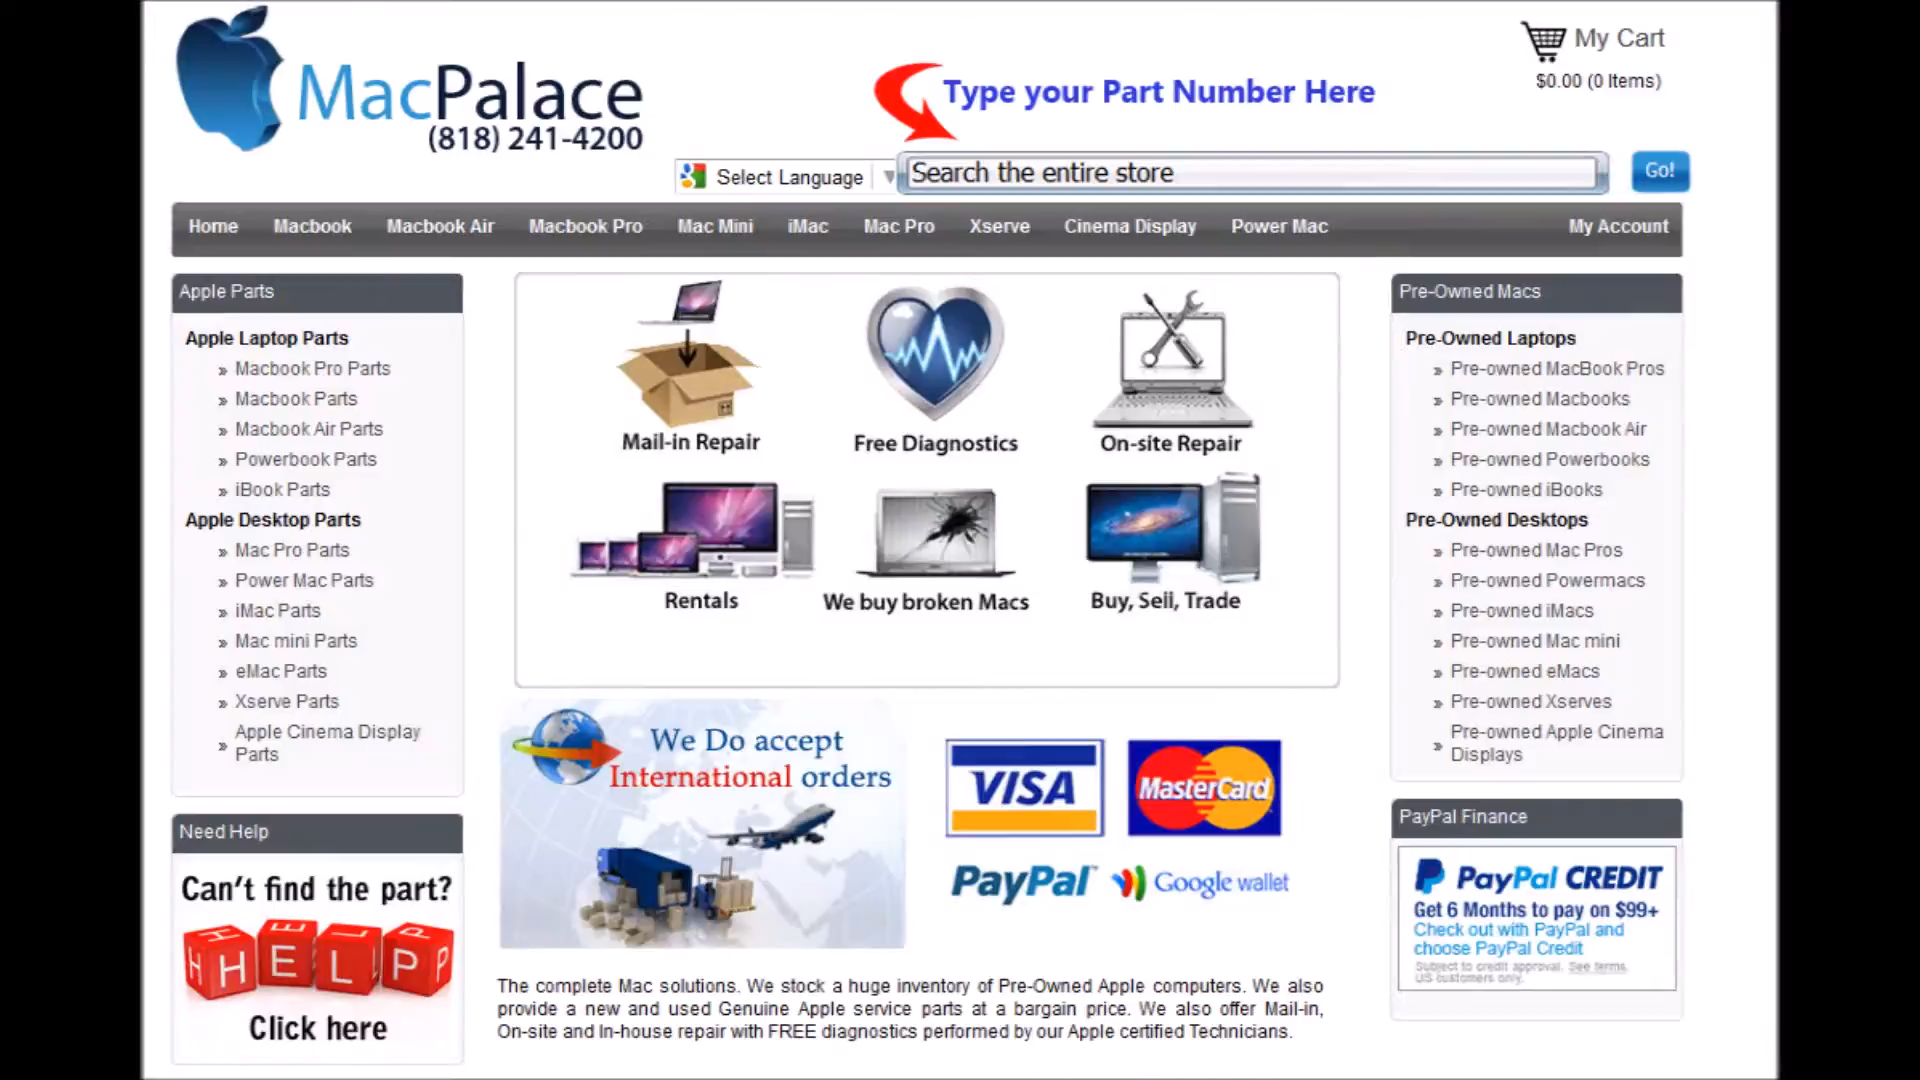 MacPalace
(818) 241-4200
Type your Part Number Here
My Cart
$0.00 (0 Items)
Select Language
Search the entire store
Go!
Home
Macbook
Macbook Air
Macbook Pro
Mac Mini
iMac
Mac Pro
Xserve
Cinema Display
Power Mac
My Account
Apple Parts
Apple Laptop Parts
Macbook Pro Parts
Macbook Parts
Macbook Air Parts
Powerbook Parts
iBook Parts
Apple Desktop Parts
Mac Pro Parts
Power Mac Parts
iMac Parts
Mac mini Parts
eMac Parts
Xserve Parts
Apple Cinema Display
Parts
Need Help
Can't find the part?
HELP
Click here
Mail-in Repair
Free Diagnostics
On-site Repair
Rentals
We buy broken Macs
Buy, Sell, Trade
We Do accept
International orders
VISA
MasterCard
PayPal™
Google wallet
The complete Mac solutions. We stock a huge inventory of Pre-Owned Apple computers. We also
provide a new and used Genuine Apple service parts at a bargain price. We also offer Mail-in,
On-site and In-house repair with FREE diagnostics performed by our Apple certified Technicians.
Pre-Owned Macs
Pre-Owned Laptops
Pre-owned MacBook Pros
Pre-owned Macbooks
Pre-owned Macbook Air
Pre-owned Powerbooks
Pre-owned iBooks
Pre-Owned Desktops
Pre-owned Mac Pros
Pre-owned Powermacs
Pre-owned iMacs
Pre-owned Mac mini
Pre-owned eMacs
Pre-owned Xserves
Pre-owned Apple Cinema
Displays
PayPal Finance
PayPal CREDIT
Get 6 Months to pay on $99+
Check out with PayPal and
choose PayPal Credit
Subject to credit approval. See terms.
US customers only.